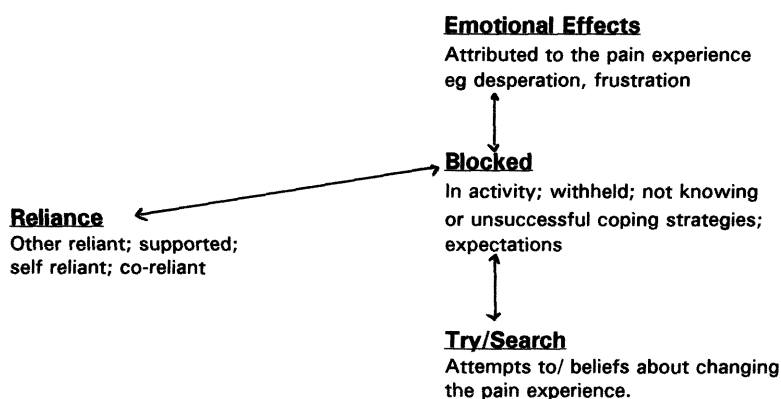 Emotional Effects
Attributed to the pain experience
eg desperation, frustration
Blocked
In activity; withheld; not knowing
or unsuccessful coping strategies;
expectations
Reliance
Other reliant; supported;
self reliant; co-reliant
Try/Search
Attempts to/ beliefs about changing
the pain experience.